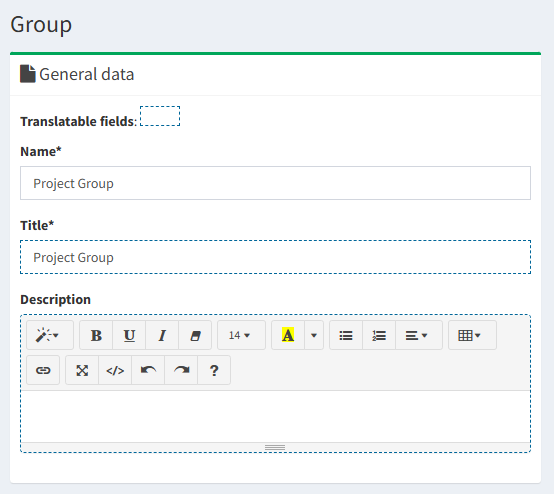 Group
General data
Translatable fields:
Name*
Project Group
Title*
Project Group
Description
B U I 14 A
</> ?